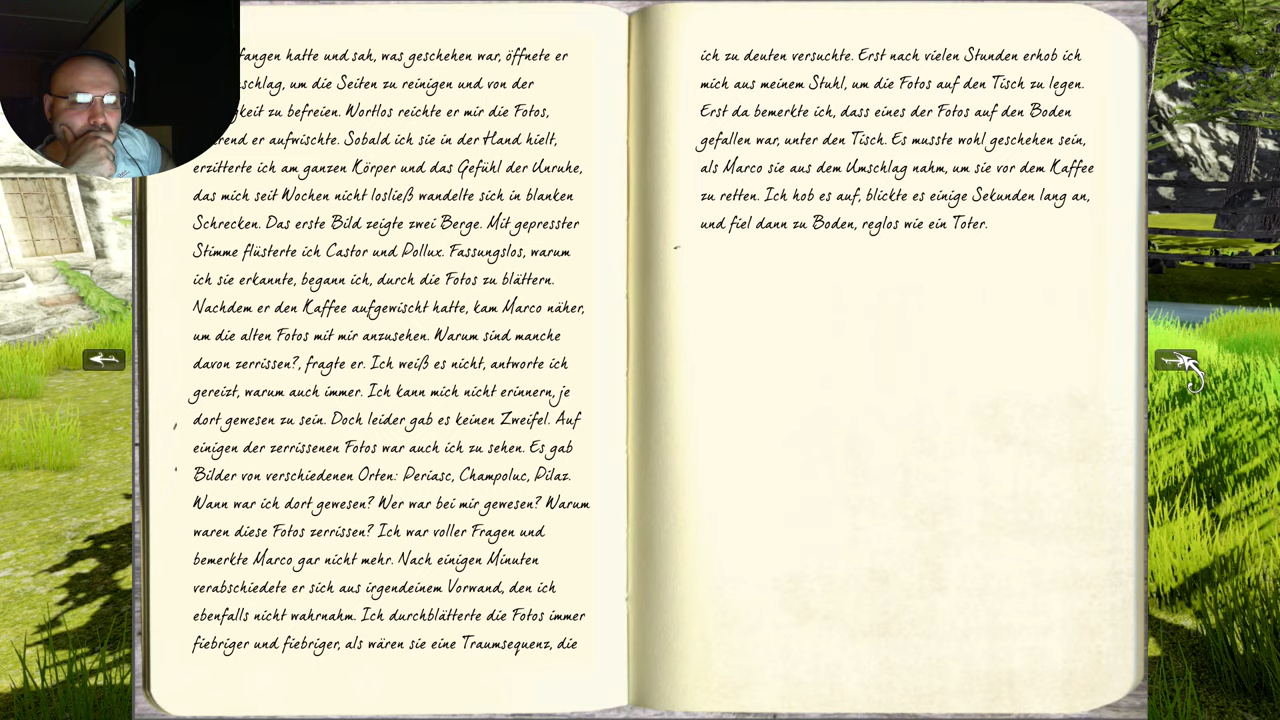 fangen hatte und sah, was geschehen war, öffnete er
schlag, um die Seiten zu reinigen und von der
keit zu befreien. Wortlos reichte er mir die Fotos,
rend er aufwischte. Sobald ich sie in der Hand hielt,
erzitterte ich am ganzen Körper und das Gefühl der Unruhe,
das mich seit Wochen nicht losließ wandelte sich in blanken
Schrecken. Das erste Bild zeigte zwei Berge. Mit gepresster
Stimme flüsterte ich Castor und Pollux. Fassungslos, warum
ich sie erkannte, begann ich, durch die Fotos zu blättern.
Nachdem er den Kaffee aufgewischt hatte, kam Marco näher,
um die alten Fotos mit mir anzusehen. Warum sind manche
davon zerrissen?, fragte er. Ich weiß es nicht, antworte ich
gereizt, warum auch immer. Ich kann mich nicht erinnern, je
dort gewesen zu sein. Doch leider gab es keinen Zweifel. Auf
einigen der zerrissenen Fotos war auch ich zu sehen. Es gab
Bilder von verschiedenen Orten: Periasc, Champoluc, Pilaz.
Wann war ich dort gewesen? Wer war bei mir gewesen? Warum
waren diese Fotos zerrissen? Ich war voller Fragen und
bemerkte Marco gar nicht mehr. Nach einigen Minuten
verabschiedete er sich aus irgendeinem Vorwand, den ich
ebenfalls nicht wahrnahm. Ich durchblätterte die Fotos immer
fiebriger und fiebriger, als wären sie eine Traumsequenz, die
ich zu deuten versuchte. Erst nach vielen Stunden erhob ich
mich aus meinem Stuhl, um die Fotos auf den Tisch zu legen.
Erst da bemerkte ich, dass eines der Fotos auf den Boden
gefallen war, unter den Tisch. Es musste wohl geschehen sein,
als Marco sie aus dem Umschlag nahm, um sie vor dem Kaffee
zu retten. Ich hob es auf, blickte es einige Sekunden lang an,
und fiel dann zu Boden, reglos wie ein Toter.